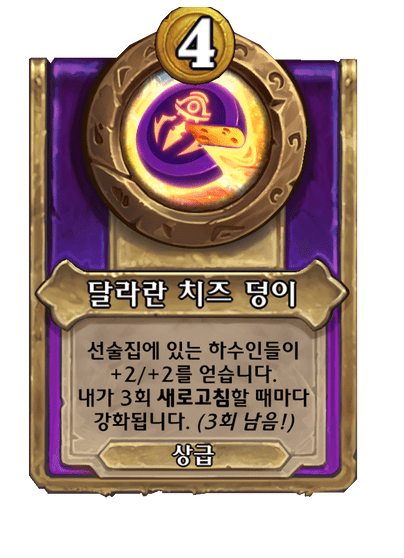 4
달라란 치즈 덩이
선술집에 있는 하수인들이
+2/+2를 얻습니다.
내가 3회 새로고침할 때마다
강화됩니다. (3회 남음!)
상급